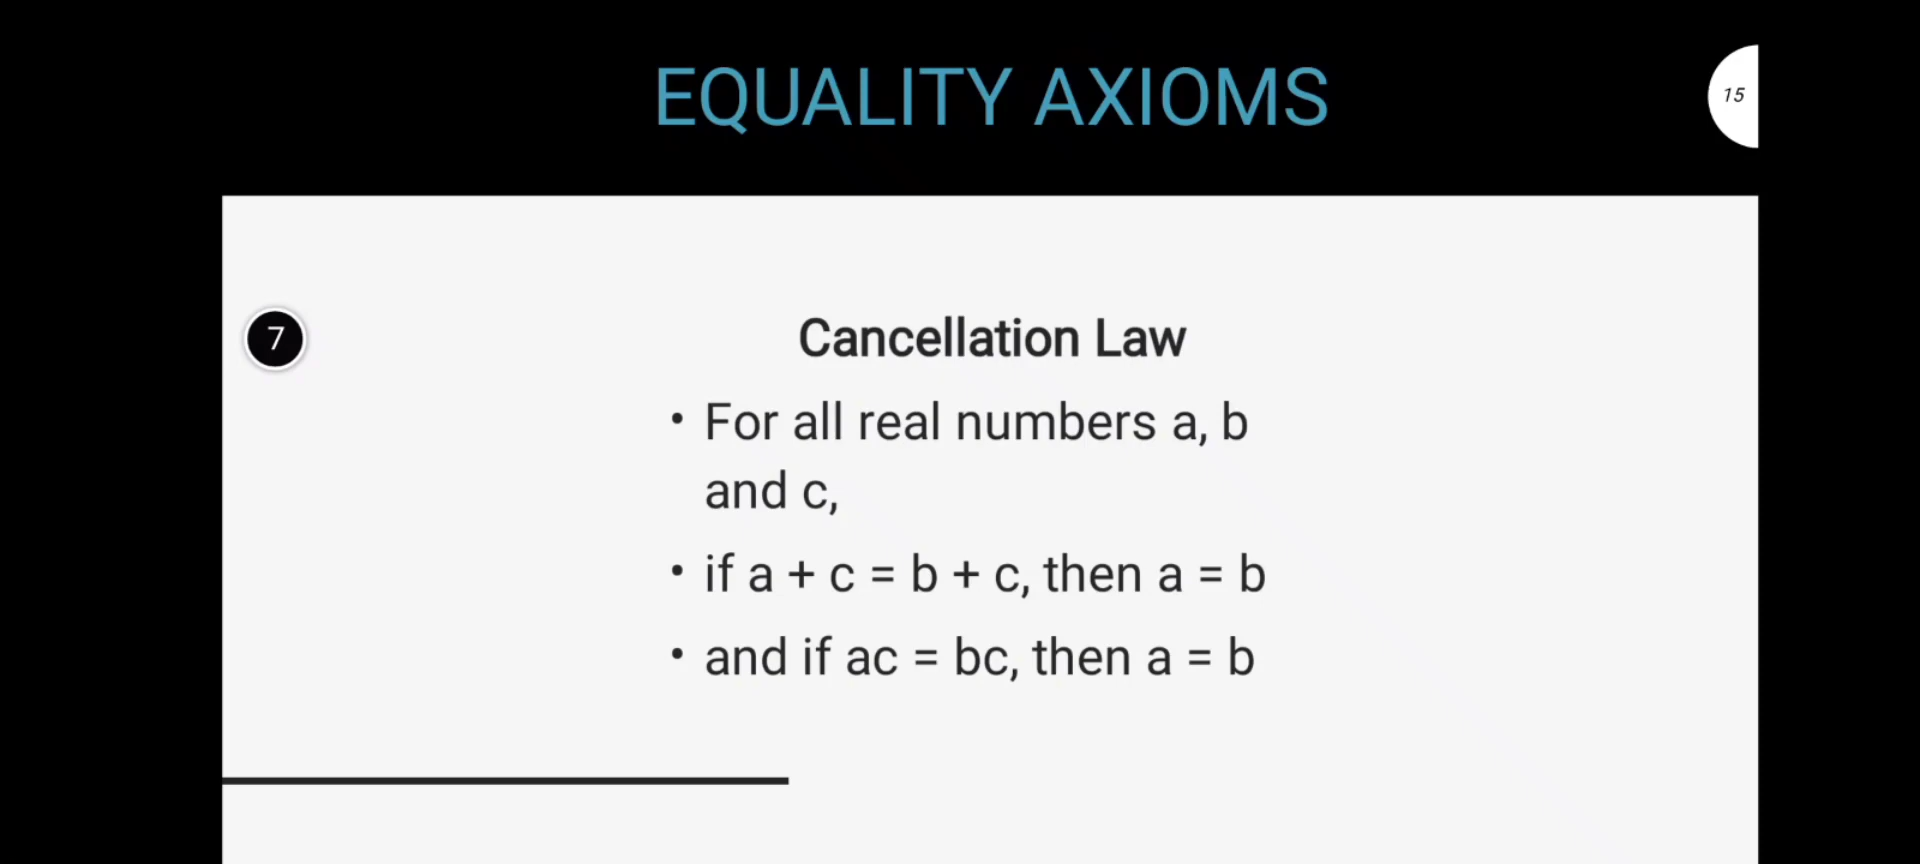 EQUALITY AXIOMS
15
7
Cancellation Law
• For all real numbers a, b
and c,
• if a + c = b + c, then a = b
• and if ac = bc, then a = b